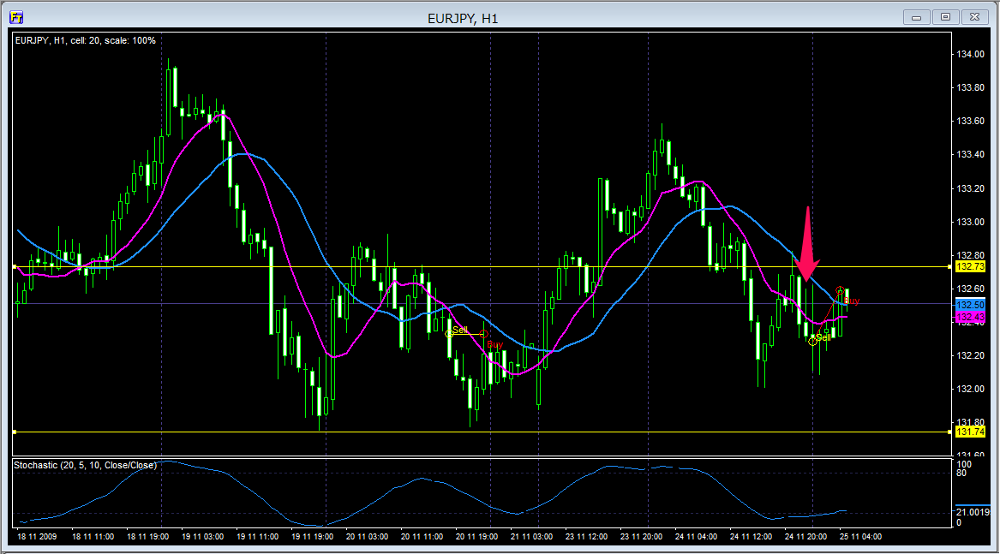 FT
EURJPY, H1
EURJPY, H1, cell: 20, scale: 100%
134.00
133.80
133.60
133.40
133.20
133.00
132.80
132.73
132.60
132.50
132.43
132.40
132.20
132.00
131.80
131.74
131.60
Sell
Buy
Sell
Buy
Stochastic (20, 5, 10, Close/Close)
100
80
21.0019
0
18 11 2009 18 11 11:00 18 11 19:00 19 11 03:00 19 11 11:00 19 11 19:00 20 11 03:00 20 11 11:00 20 11 19:00 21 11 03:00 23 11 12:00 23 11 20:00 24 11 04:00 24 11 12:00 24 11 20:00 25 11 04:00